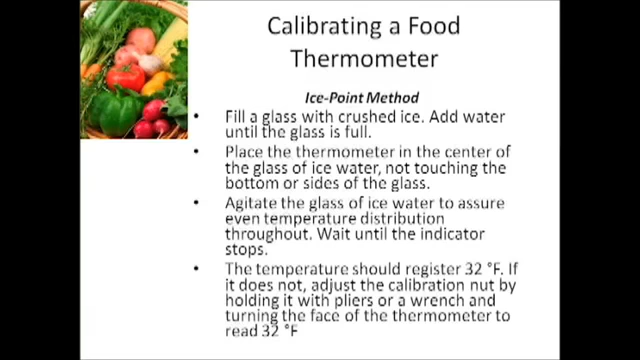 Calibrating a Food
Thermometer
Ice-Point Method
• Fill a glass with crushed ice. Add water
until the glass is full.
• Place the thermometer in the center of
the glass of ice water, not touching the
bottom or sides of the glass.
• Agitate the glass of ice water to assure
even temperature distribution
throughout. Wait until the indicator
stops.
• The temperature should register 32 °F. If
it does not, adjust the calibration nut by
holding it with pliers or a wrench and
turning the face of the thermometer to
read 32 °F